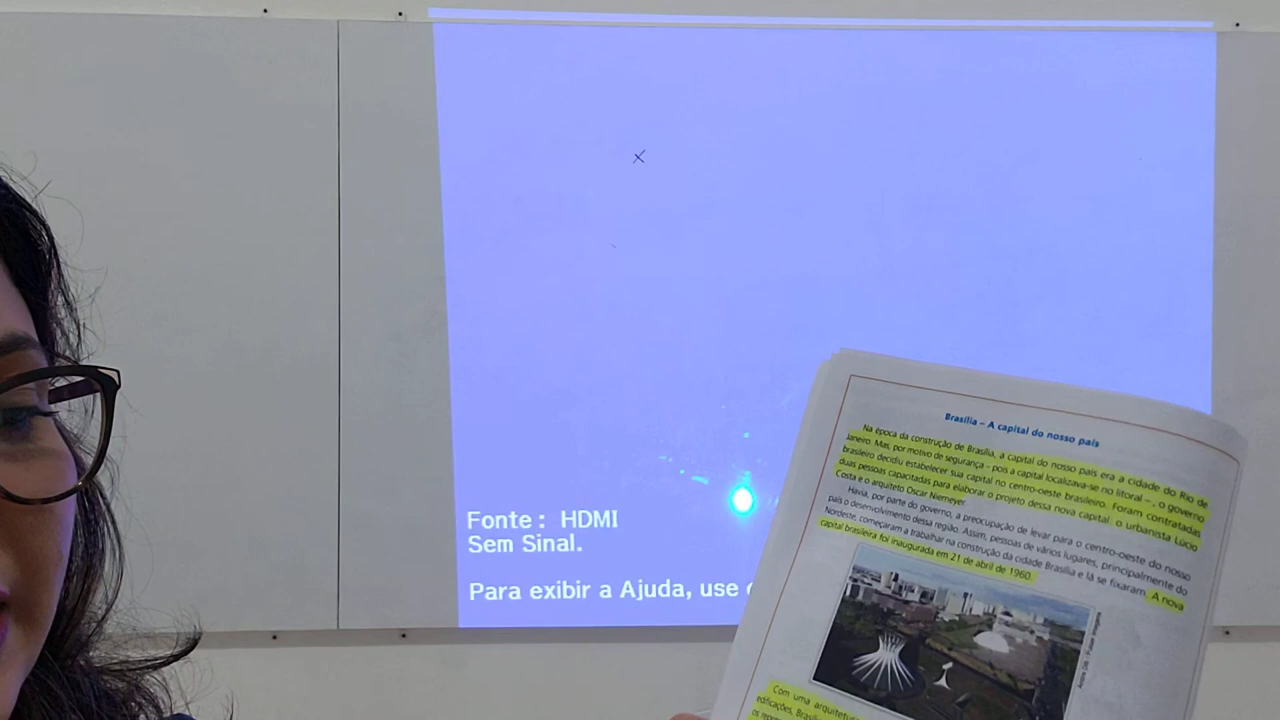 Fonte: HDMI
Sem Sinal.
Para exibir a Ajuda, use
Brasília – A capital do nosso país
Na época da construção de Brasília, a capital do nosso país era a cidade do Rio de
Janeiro. Mas, por motivo de segurança – pois a capital localizava-se no litoral –, o governo
brasileiro decidiu estabelecer sua capital no centro-oeste brasileiro. Foram contratadas
duas pessoas capacitadas para elaborar o projeto dessa nova capital: o urbanista Lúcio
Costa e o arquiteto Oscar Niemeyer.
Havia, por parte do governo, a preocupação de levar para o centro-oeste do nosso
país o desenvolvimento dessa região. Assim, pessoas de vários lugares, principalmente do
Nordeste, começaram a trabalhar na construção da cidade Brasília e lá se fixaram. A nova
capital brasileira foi inaugurada em 21 de abril de 1960.
Com uma arquitetu
edificações, Brasíl